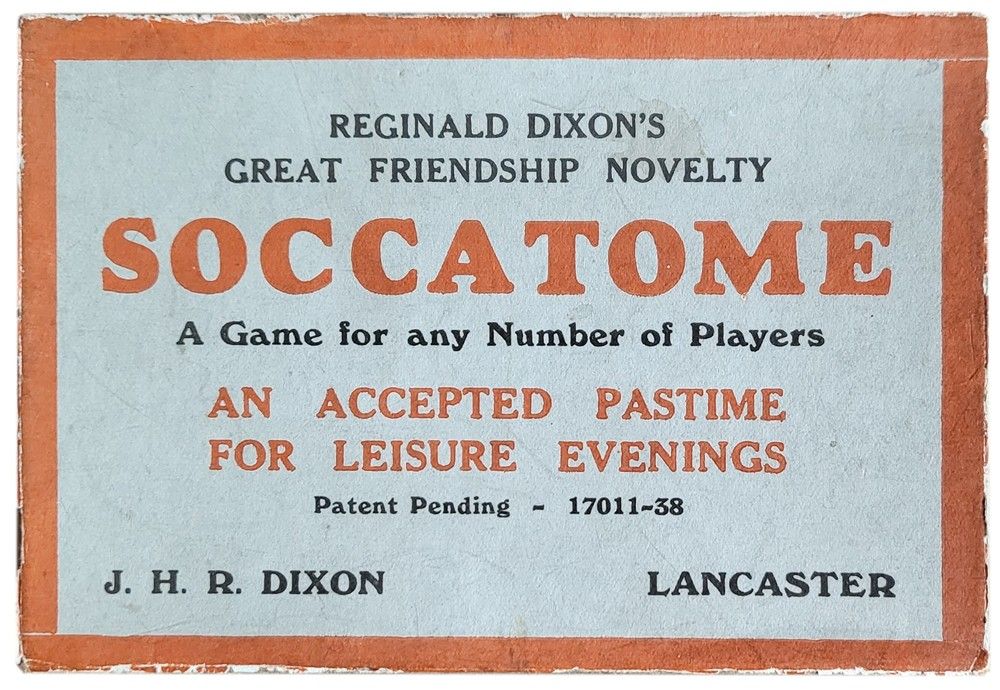 REGINALD DIXON'S
GREAT FRIENDSHIP NOVELTY
SOCCATOME
A Game for any Number of Players
AN ACCEPTED PASTIME
FOR LEISURE EVENINGS
Patent Pending - 17011-38
J. H. R. DIXON LANCASTER